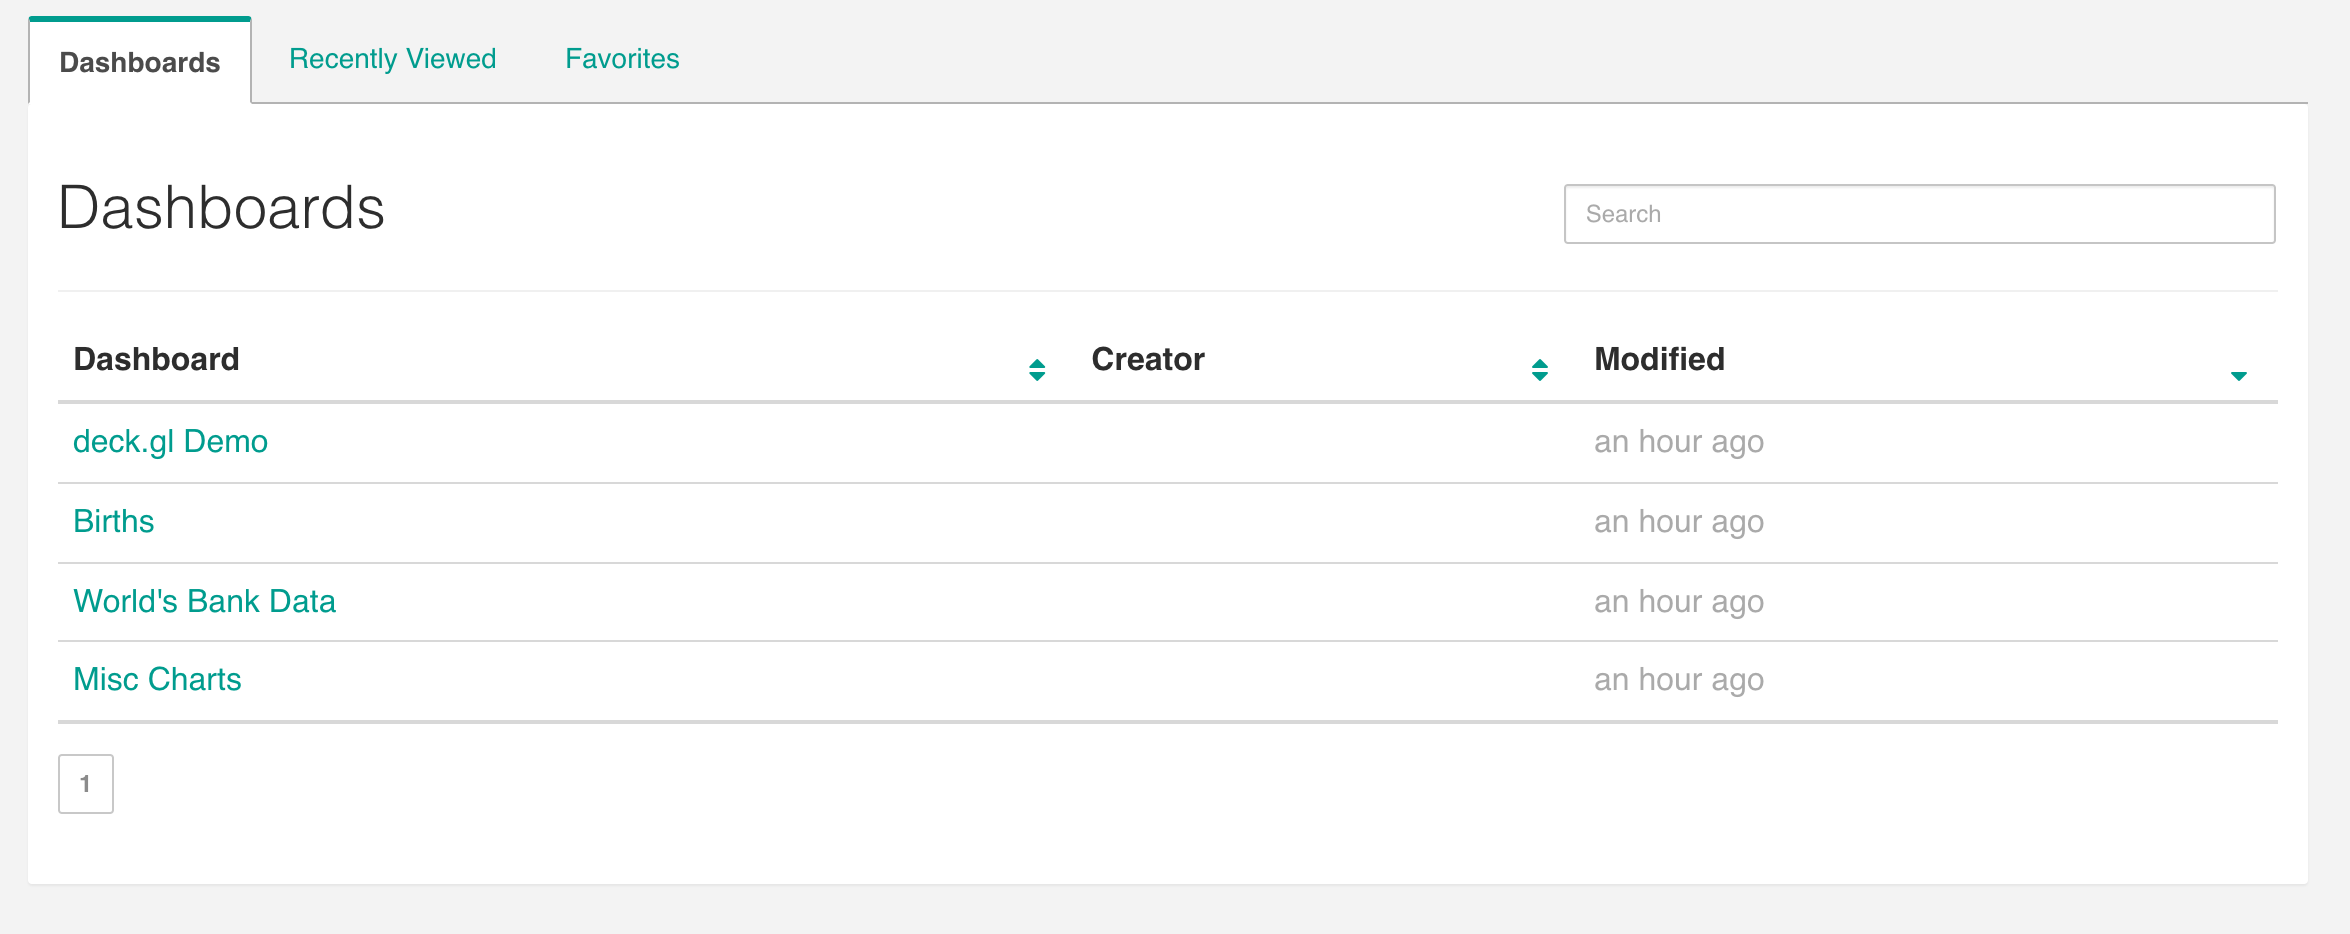 Dashboards Recently Viewed Favorites
Dashboards
Search
Dashboard Creator Modified
deck.gl Demo an hour ago
Births an hour ago
World's Bank Data an hour ago
Misc Charts an hour ago
1